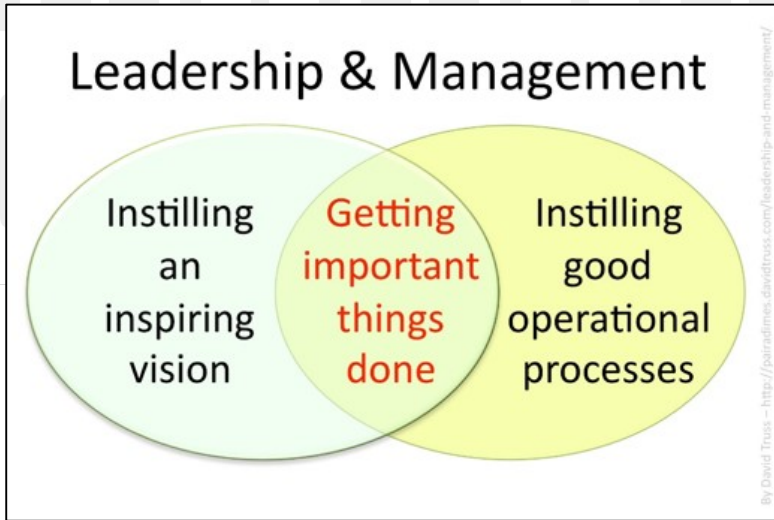 Leadership & Management
Instilling
an
inspiring
vision
Getting
important
things
done
Instilling
good
operational
processes
By David Truss – http://pairadimes.davidtruss.com/leadership-and-management/